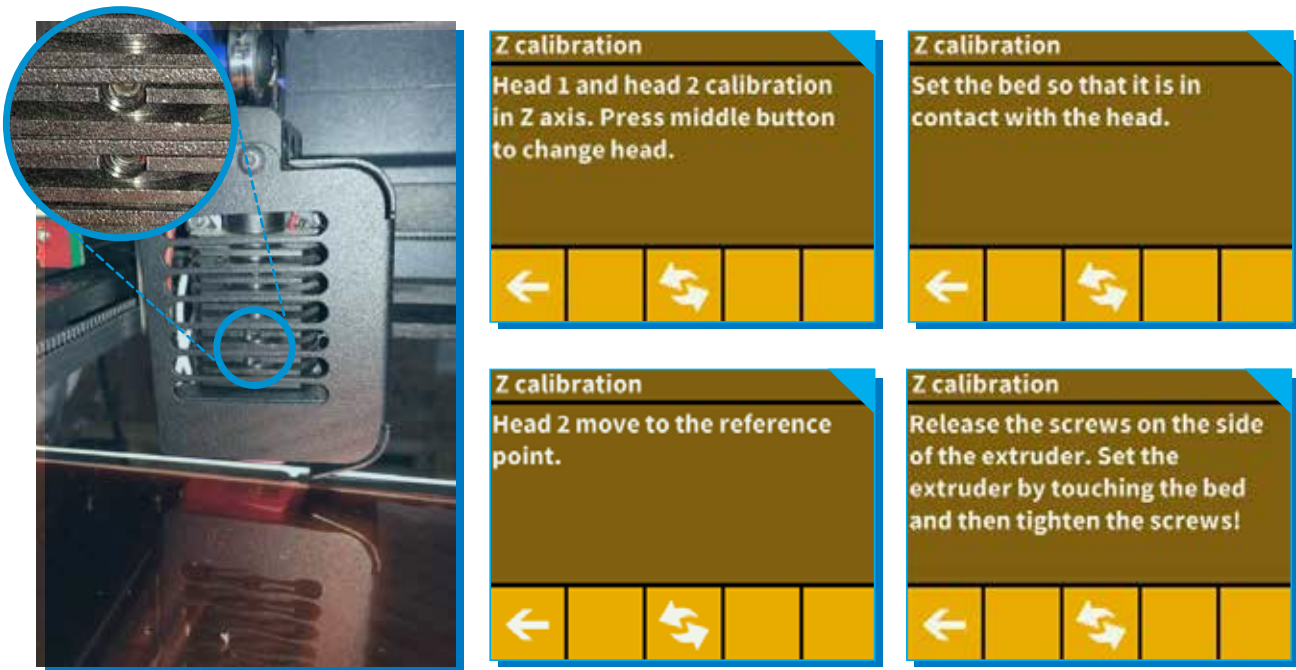 Z calibration
Head 1 and head 2 calibration
in Z axis. Press middle button
to change head.
Z calibration
Set the bed so that it is in
contact with the head.
Z calibration
Head 2 move to the reference
point.
Z calibration
Release the screws on the side
of the extruder. Set the
extruder by touching the bed
and then tighten the screws!